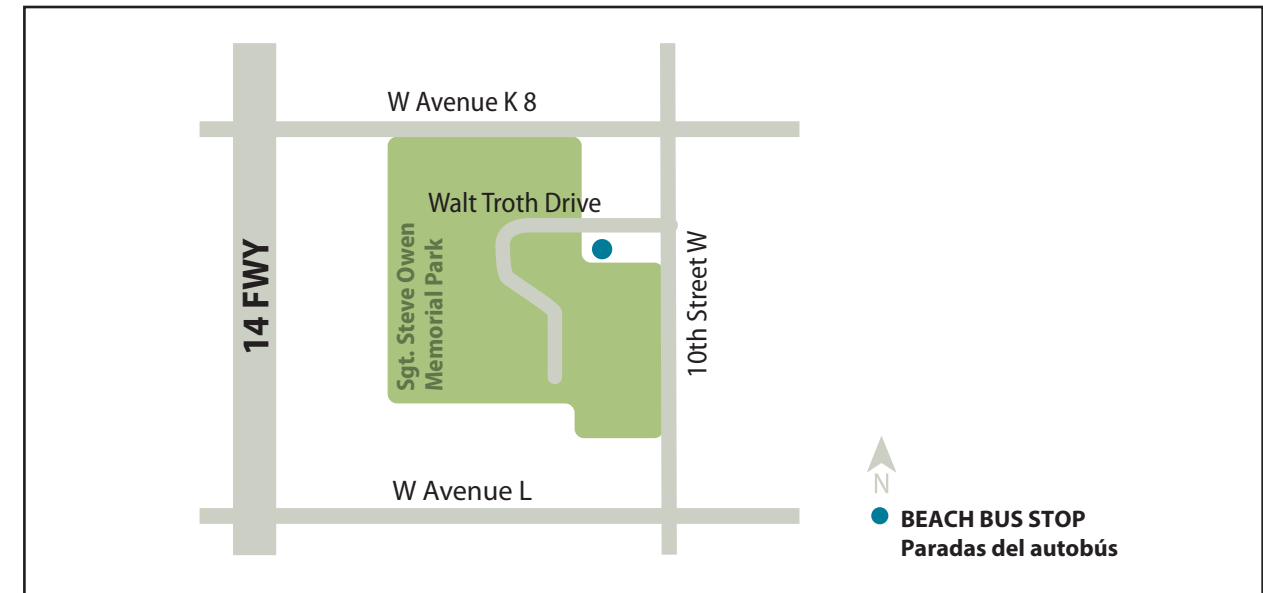 W Avenue K 8
Walt Troth Drive
14 FWY
Sgt. Steve Owen
Memorial Park
10th Street W
W Avenue L
N
BEACH BUS STOP
Paradas del autobús